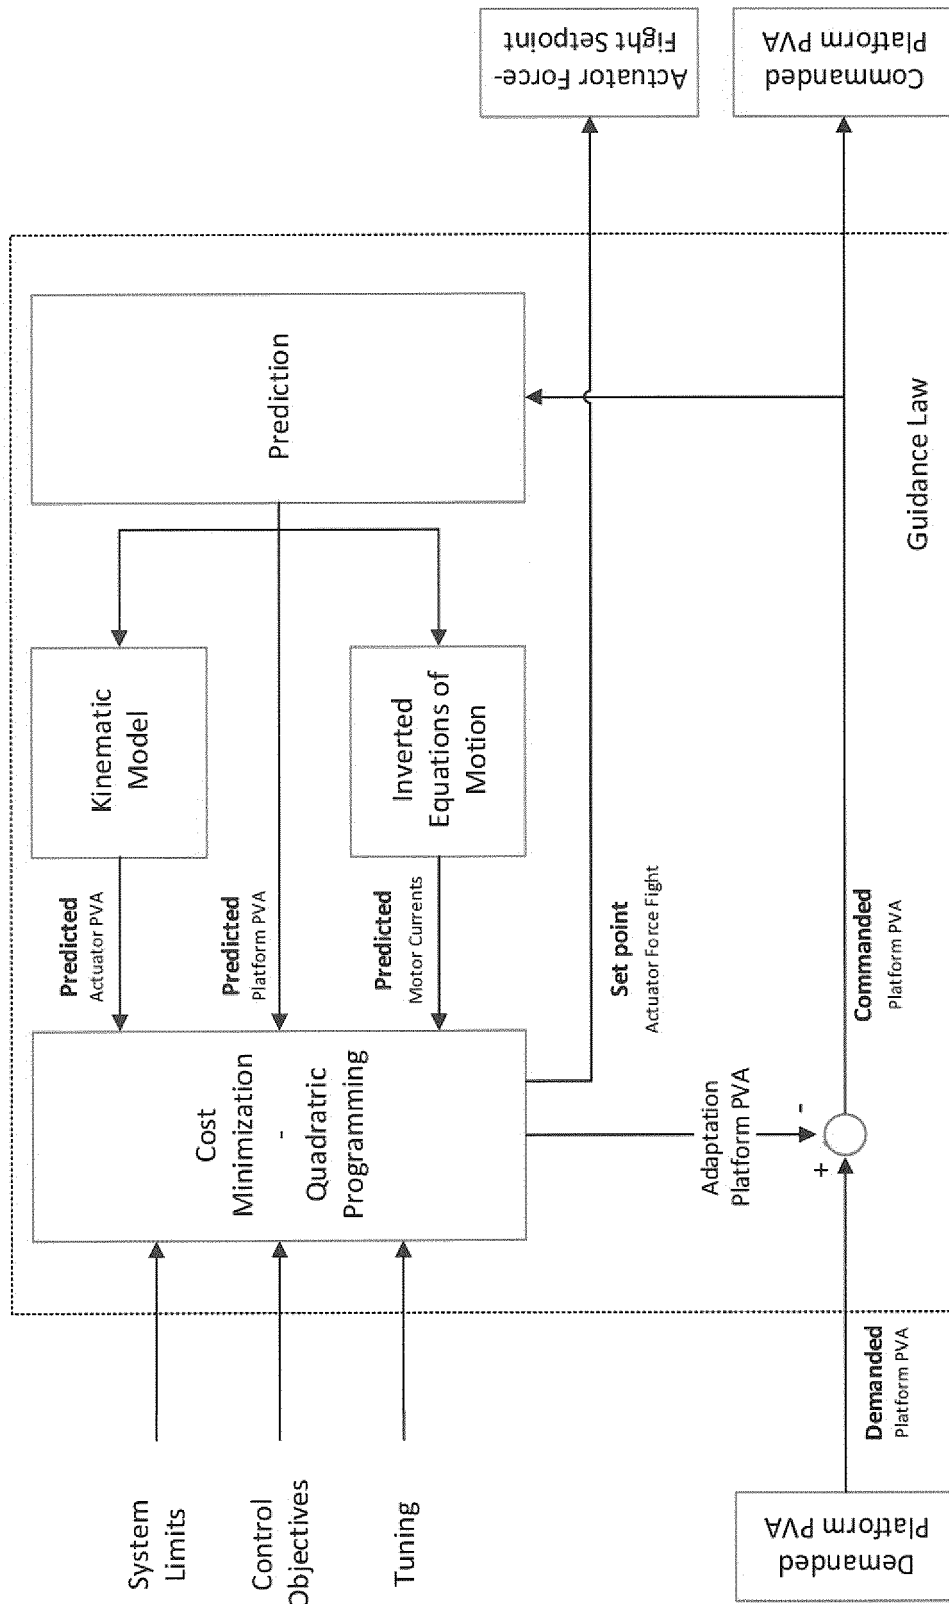 System
Limits
Control
Objectives
Tuning
Cost
Minimization
-
Quadratric
Programming
Predicted
Actuator PVA
Predicted
Platform PVA
Predicted
Motor Currents
Kinematic
Model
Inverted
Equations of
Motion
Prediction
Set point
Actuator Force Fight
Actuator Force-
Fight Setpoint
Adaptation
Platform PVA
+
-
Demanded
Platform PVA
Demanded
Platform PVA
Commanded
Platform PVA
Guidance Law
Commanded
Platform PVA